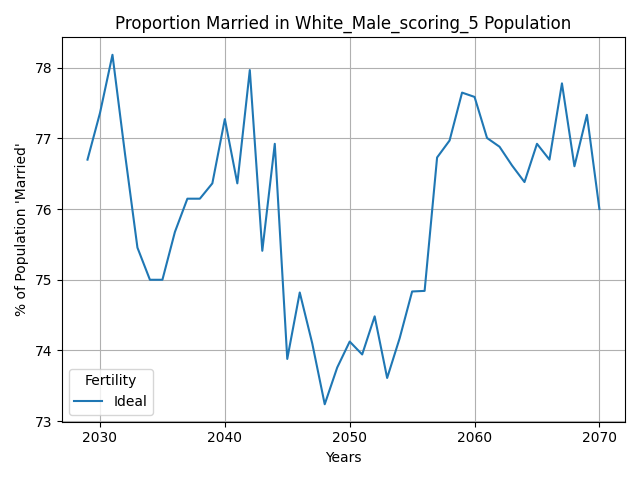 Proportion Married in White_Male_scoring_5 Population
% of Population 'Married'
78
77
76
75
74
73
Fertility
Ideal
2030 2040 2050 2060 2070
Years